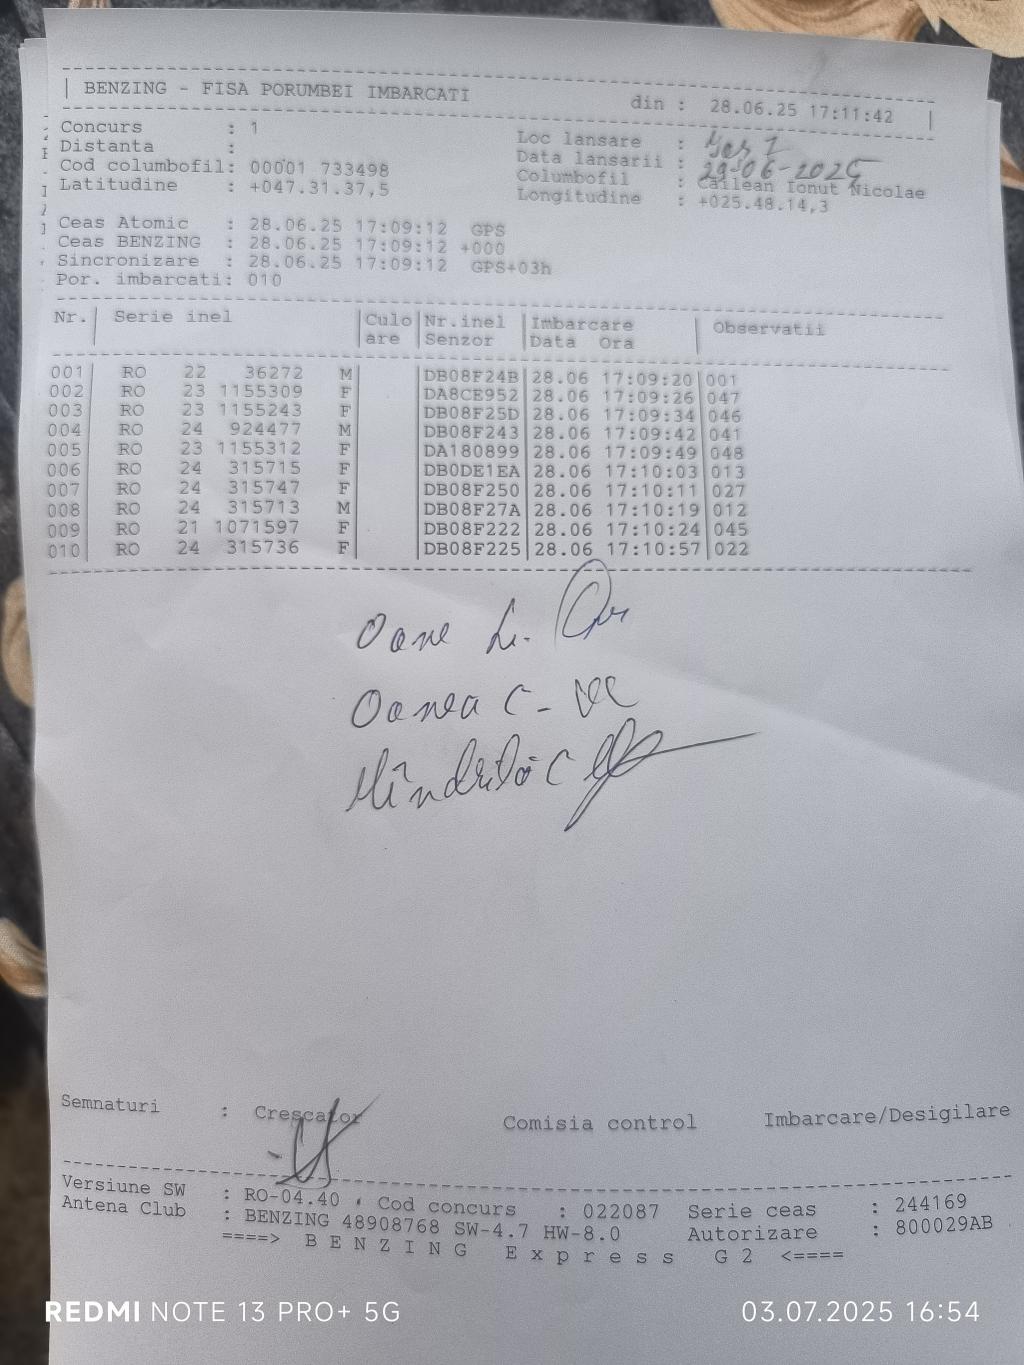 BENZING - FISA PORUMBEI IMBARCATI din : 28.06.25 17:11:42
Concurs : 1 Loc lansare :
Distanta : Data lansarii : 29-06-2025
Cod columbofil: 00001 733498 Columbofil : Cailean Ionut Nicolae
Latitudine : +047.31.37,5 Longitudine : +025.48.14,3
Ceas Atomic : 28.06.25 17:09:12 GPS
Ceas BENZING : 28.06.25 17:09:12 +000
Sincronizare : 28.06.25 17:09:12 GPS+03h
Por. imbarcati: 010
Nr. Serie inel Culo Nr.inel Imbarcare Observatii
are Senzor Data Ora
001 RO 22 36272 M DB08F24B 28.06 17:09:20 001
002 RO 23 1155309 F DA8CE952 28.06 17:09:26 047
003 RO 23 1155243 F DB08F25D 28.06 17:09:34 046
004 RO 24 924477 M DB08F243 28.06 17:09:42 041
005 RO 23 1155312 F DA180899 28.06 17:09:49 048
006 RO 24 315715 F DB0DE1EA 28.06 17:10:03 013
007 RO 24 315747 F DB08F250 28.06 17:10:11 027
008 RO 24 315713 M DB08F27A 28.06 17:10:19 012
009 RO 21 1071597 F DB08F222 28.06 17:10:24 045
010 RO 24 315736 F DB08F225 28.06 17:10:57 022
Oanea C-
Semnaturi : Crescator Comisia control Imbarcare/Desigilare
Versiune SW : RO-04.40 Cod concurs : 022087 Serie ceas : 244169
Antena Club : BENZING 48908768 SW-4.7 HW-8.0 Autorizare : 800029AB
====> B E N Z I N G E x p r e s s G 2 <====
REDMI NOTE 13 PRO+ 5G 03.07.2025 16:54